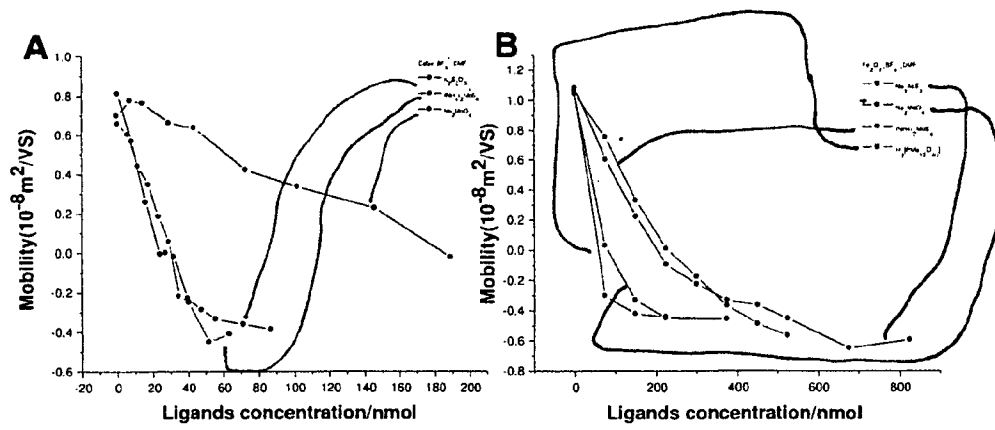 A
1.0
0.8
0.6
0.4
0.2
0.0
-0.2
-0.4
-0.6
-20 0 20 40 60 80 100 120 140 160 180 200
Mobility(10⁻⁸m²/VS)
Ligands concentration/nmol
B
1.2
1.0
0.8
0.6
0.4
0.2
0.0
-0.2
-0.4
-0.6
-0.8
0 200 400 600 800
Mobility(10⁻⁸m²/VS)
Ligands concentration/nmol